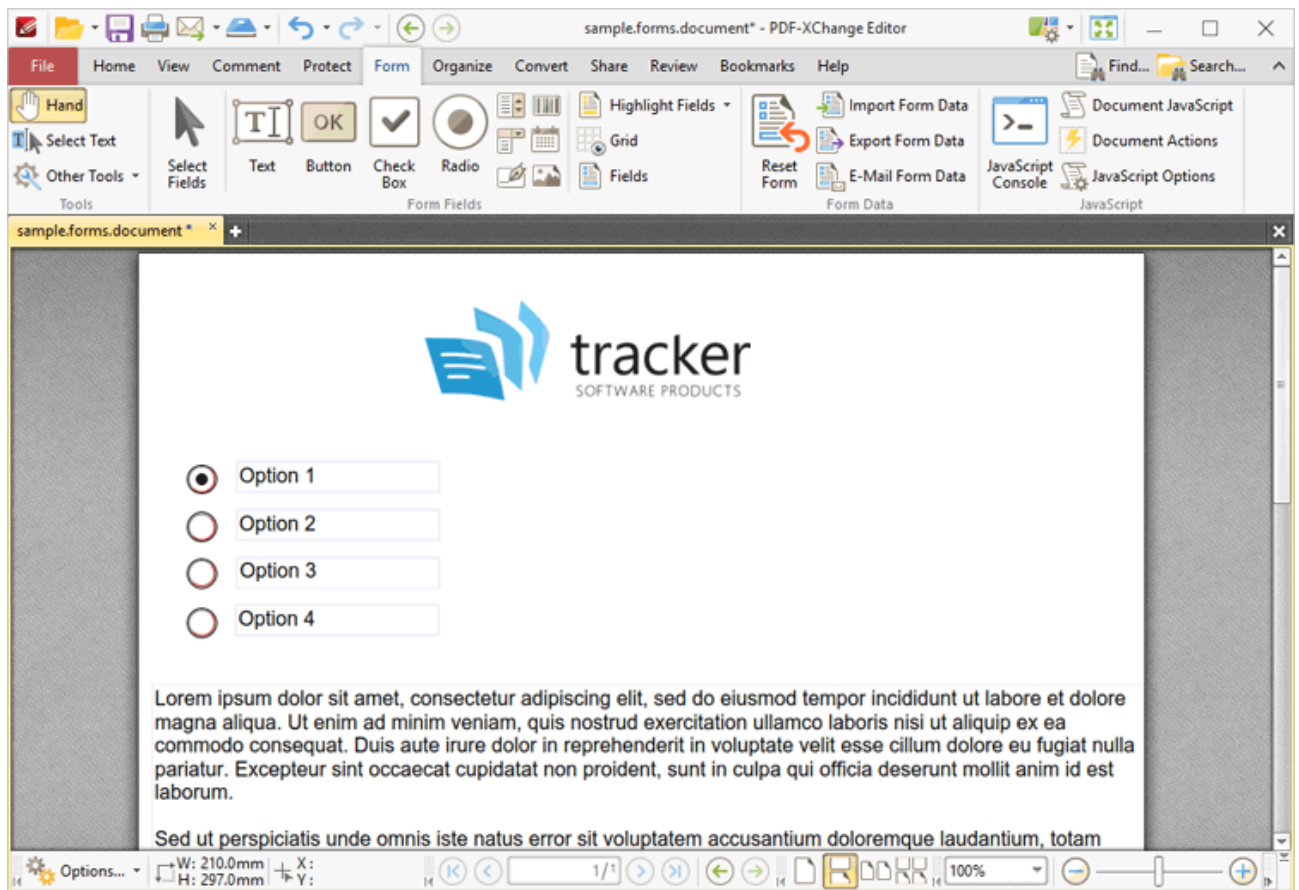 sample.forms.document* - PDF-XChange Editor
File Home View Comment Protect Form Organize Convert Share Review Bookmarks Help Find... Search...
Hand
Select Text
Other Tools
Tools
Select Fields
Text
Button
OK
Check Box
Radio
Form Fields
Highlight Fields
Grid
Fields
Reset Form
Import Form Data
Export Form Data
E-Mail Form Data
Form Data
JavaScript Console
Document JavaScript
Document Actions
JavaScript Options
JavaScript
sample.forms.document *
tracker
SOFTWARE PRODUCTS
Option 1
Option 2
Option 3
Option 4
Lorem ipsum dolor sit amet, consectetur adipiscing elit, sed do eiusmod tempor incididunt ut labore et dolore
magna aliqua. Ut enim ad minim veniam, quis nostrud exercitation ullamco laboris nisi ut aliquip ex ea
commodo consequat. Duis aute irure dolor in reprehenderit in voluptate velit esse cillum dolore eu fugiat nulla
pariatur. Excepteur sint occaecat cupidatat non proident, sunt in culpa qui officia deserunt mollit anim id est
laborum.
Sed ut perspiciatis unde omnis iste natus error sit voluptatem accusantium doloremque laudantium, totam
Options... W: 210.0mm X: 1/1 100%
H: 297.0mm Y: